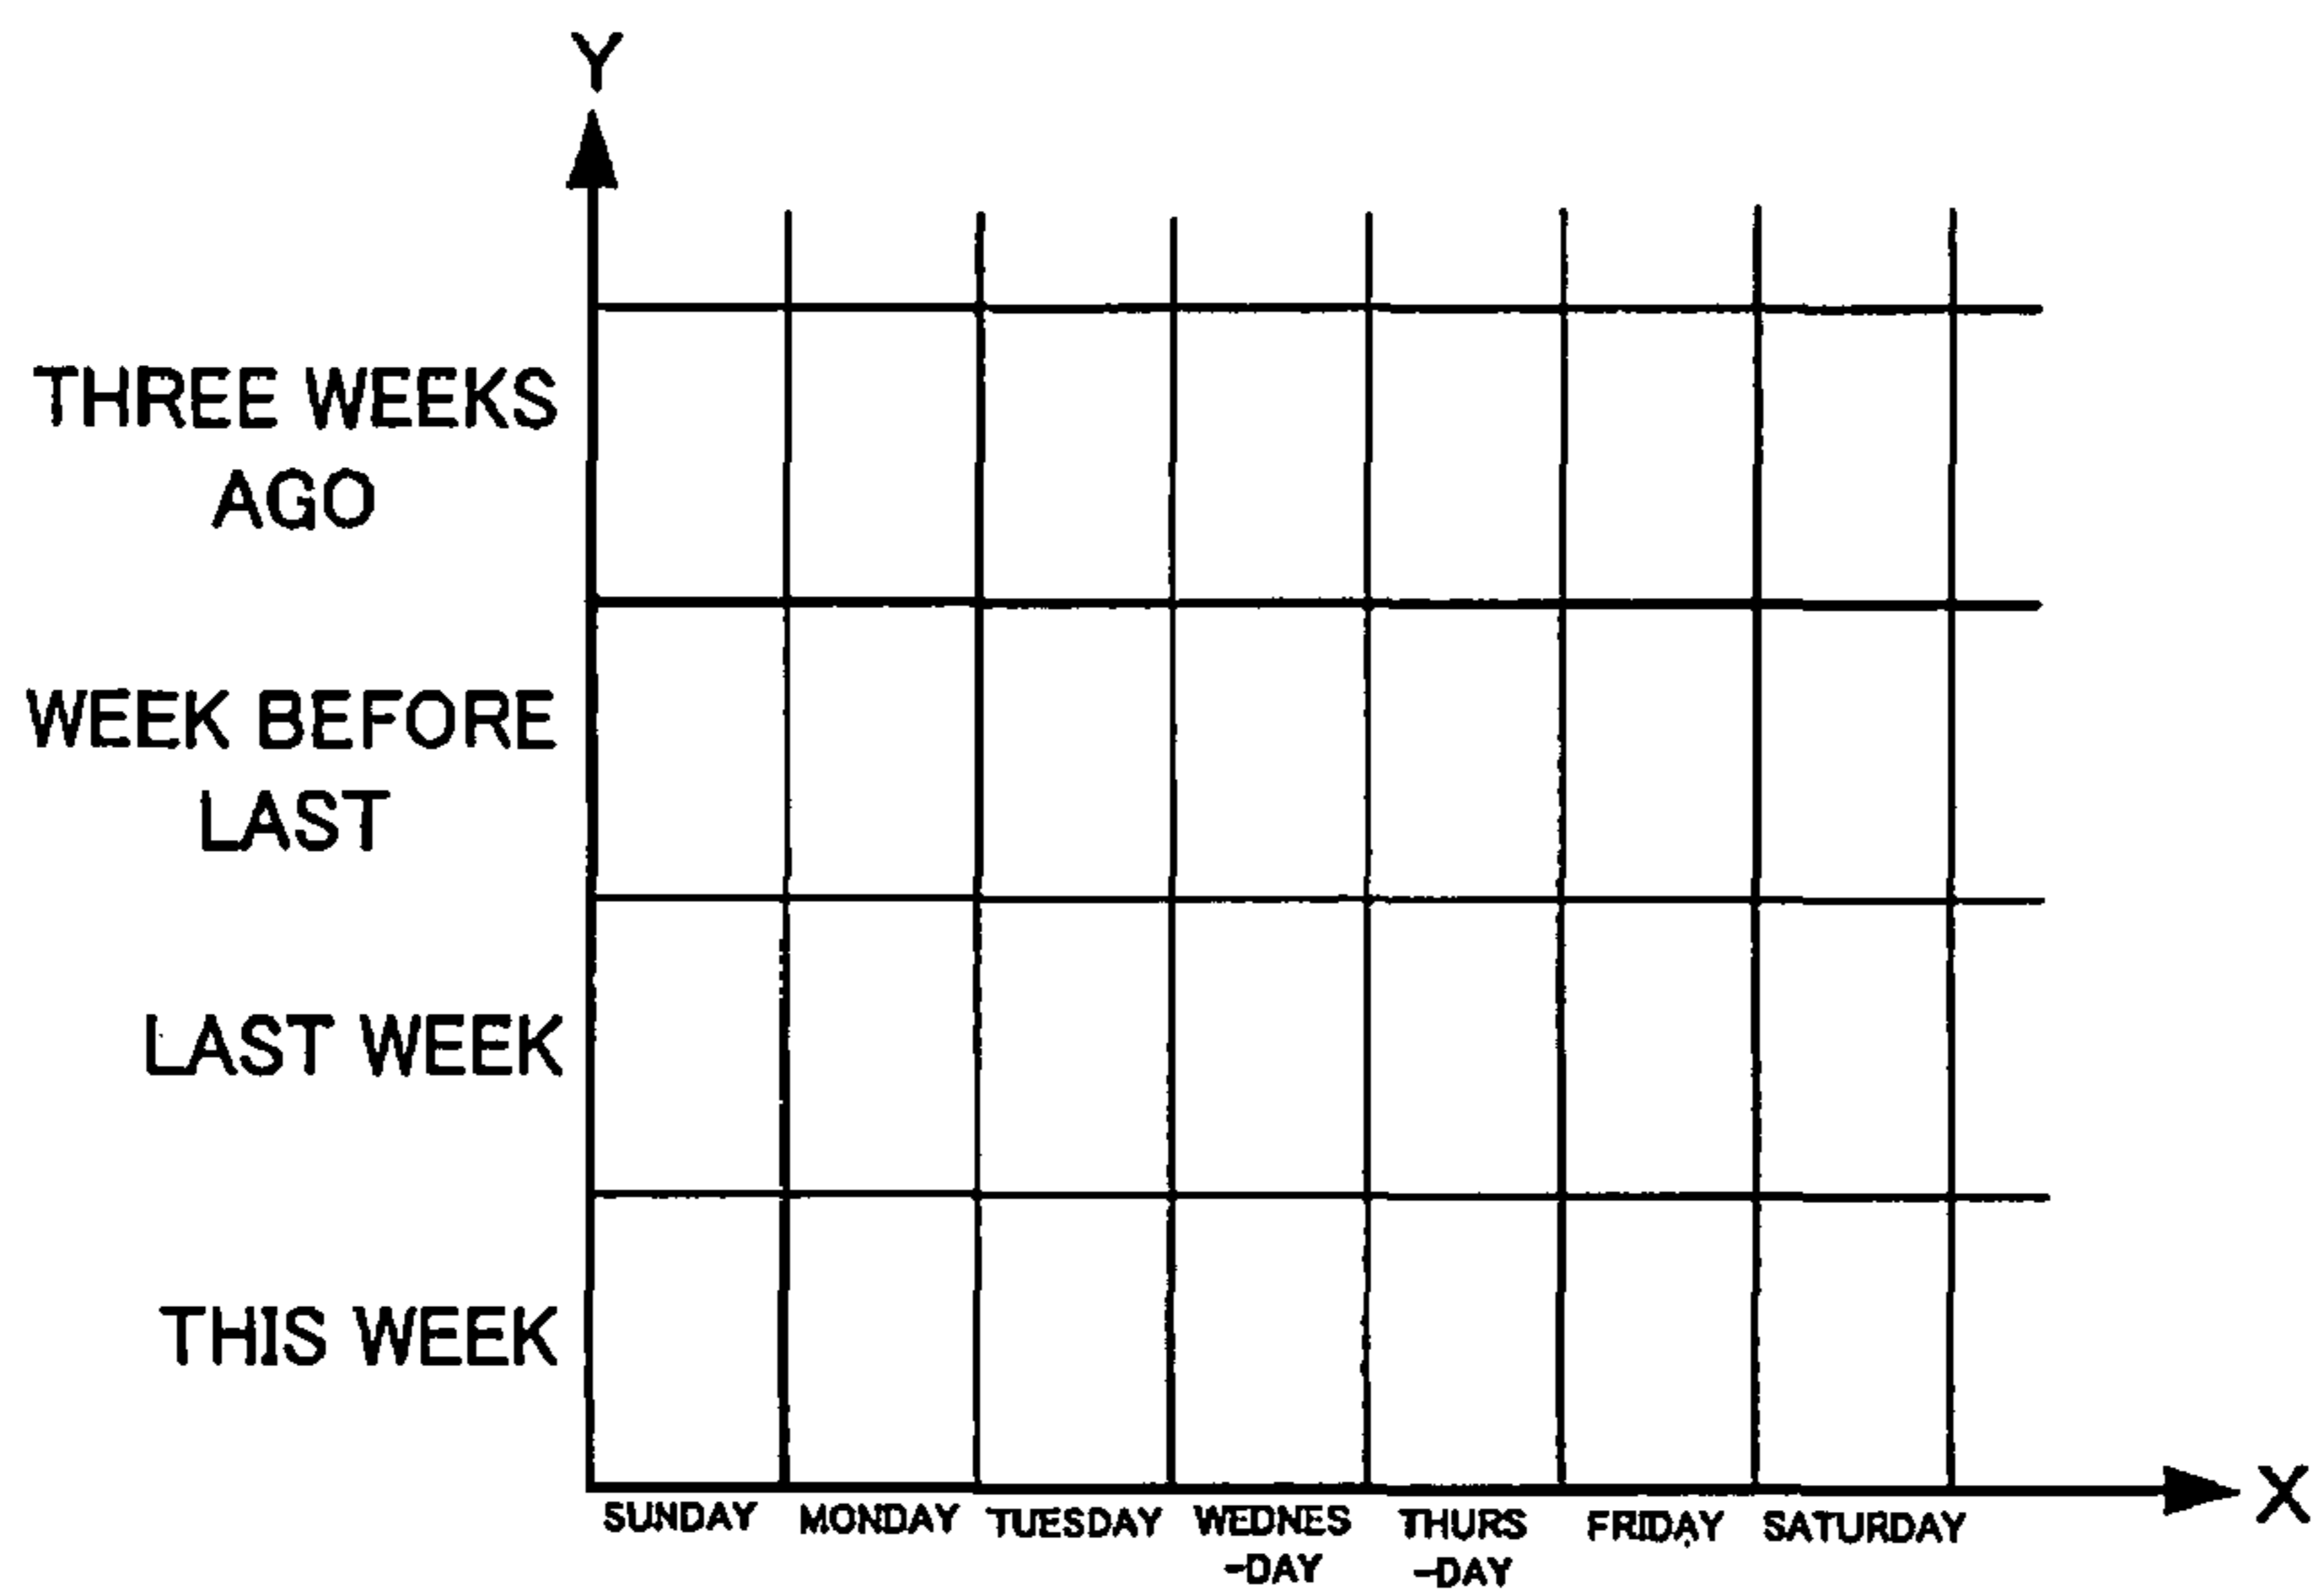 Y
THREE WEEKS
AGO
WEEK BEFORE
LAST
LAST WEEK
THIS WEEK
X
SUNDAY MONDAY TUESDAY WEDNES THURS FRIDAY SATURDAY
-DAY -DAY